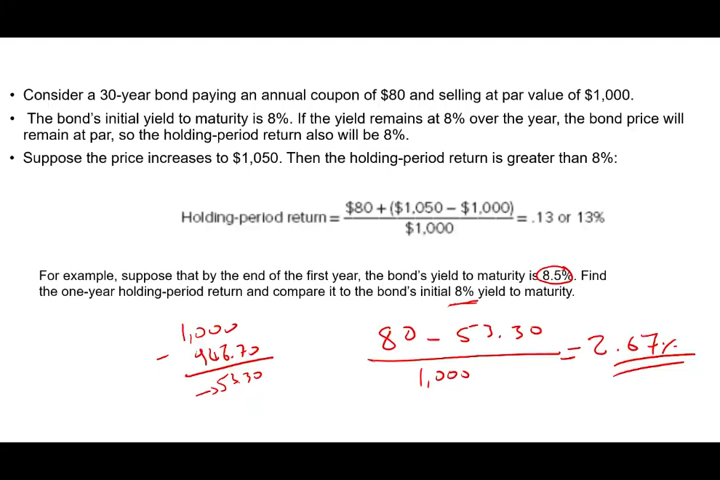 • Consider a 30-year bond paying an annual coupon of $80 and selling at par value of $1,000.
• The bond's initial yield to maturity is 8%. If the yield remains at 8% over the year, the bond price will
remain at par, so the holding-period return also will be 8%.
• Suppose the price increases to $1,050. Then the holding-period return is greater than 8%:
Holding-period return = $80 + ($1,050 − $1,000) / $1,000 = .13 or 13%
For example, suppose that by the end of the first year, the bond's yield to maturity is 8.5%. Find
the one-year holding-period return and compare it to the bond's initial 8% yield to maturity.
1,000
− 946.70
-53.30
80 − 53.30
1,000
= 2.67%